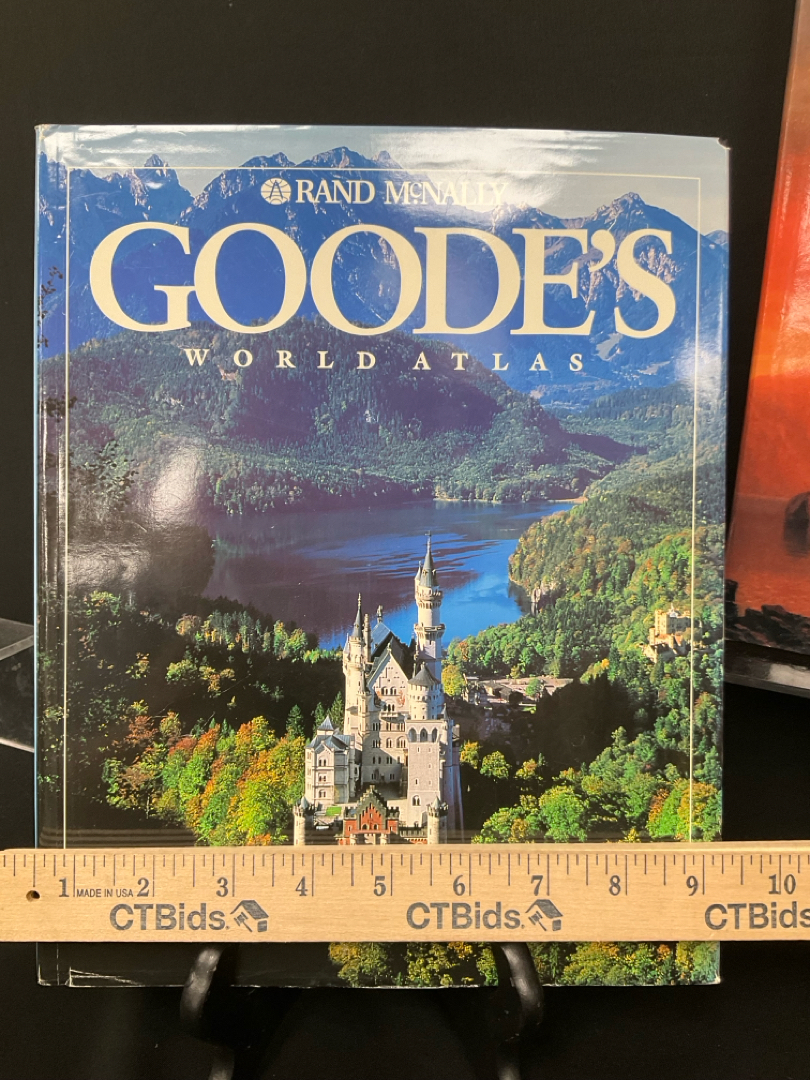 RAND McNALLY
GOODE'S
WORLD ATLAS
1 MADE IN USA 2 3 4 5 6 7 8 9 10
CTBids. CTBids. CTBids